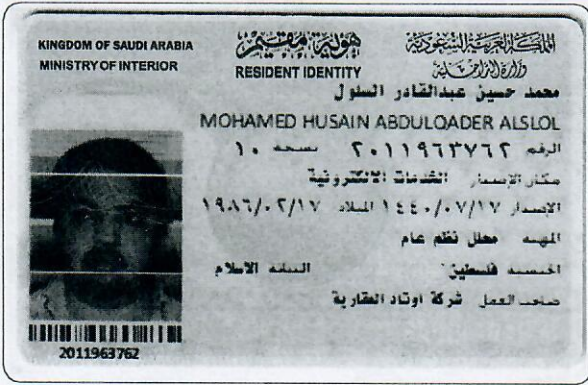 KINGDOM OF SAUDI ARABIA
MINISTRY OF INTERIOR
هوية مقيم
RESIDENT IDENTITY
المملكة العربية السعودية
وزارة الداخلية
محمد حسين عبدالقادر السلول
MOHAMED HUSAIN ABDULQADER ALSLOL
الرقم ٢٠١١٩٦٣٧٦٢ نسخة ١٠
مكان الإصدار الخدمات الالكترونية
الإصدار ١٤٤٠/٠٧/١٧ الميلاد ١٩٨٦/٠٢/١٧
المهنة محلل نظم عام
الجنسية فلسطين الديانة الاسلام
صاحب العمل شركة اوتاد العقارية
2011963762